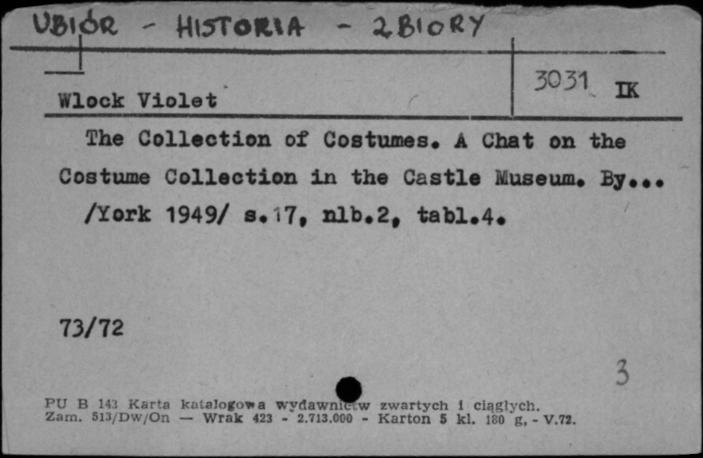 UBIÓR - HISTORIA - ZBIORY
3031 IK
Wlock Violet
The Collection of Costumes. A Chat on the
Costume Collection in the Castle Museum. By...
/York 1949/ s.17, nlb.2, tabl.4.
73/72
3
PU B 143 Karta katalogowa wydawnictw zwartych i ciągłych.
Zam. 513/Dw/On — Wrak 423 - 2.713.000 - Karton 5 kl. 180 g, - V.72.